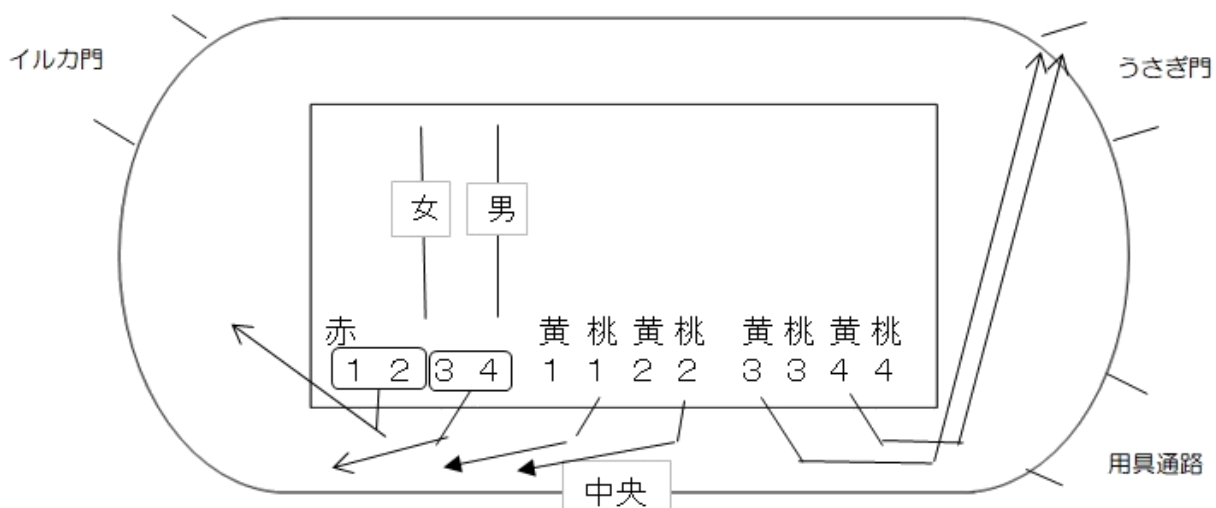 イルカ門
うさぎ門
女 男
赤 黄 桃 黄 桃 黄 桃 黄 桃
1 2 3 4 1 1 2 2 3 3 4 4
用具通路
中央